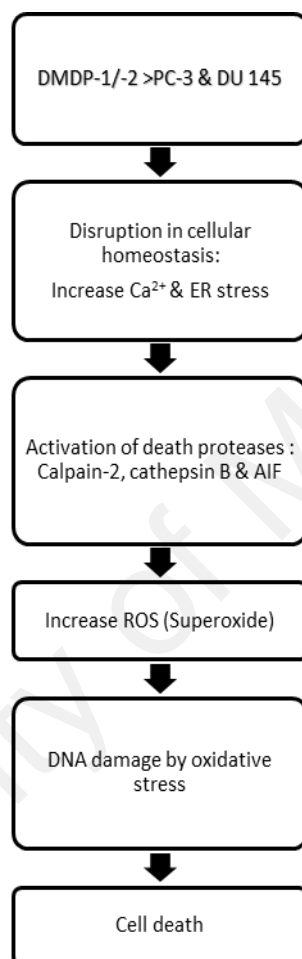 DMDP-1/-2 >PC-3 & DU 145
Disruption in cellular
homeostasis:
Increase Ca²⁺ & ER stress
Activation of death proteases :
Calpain-2, cathepsin B & AIF
Increase ROS (Superoxide)
DNA damage by oxidative
stress
Cell death